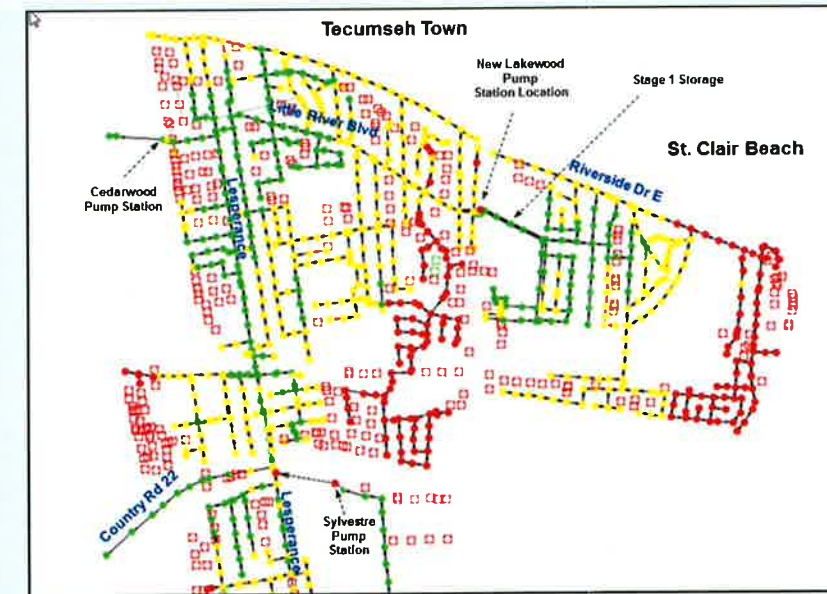 Tecumseh Town
New Lakewood
Pump
Station Location
Stage 1 Storage
Little River Blvd
St. Clair Beach
Riverside Dr E
Cedarwood
Pump Station
Lesperance
Country Rd 22
Lesperance
Sylvestre
Pump
Station